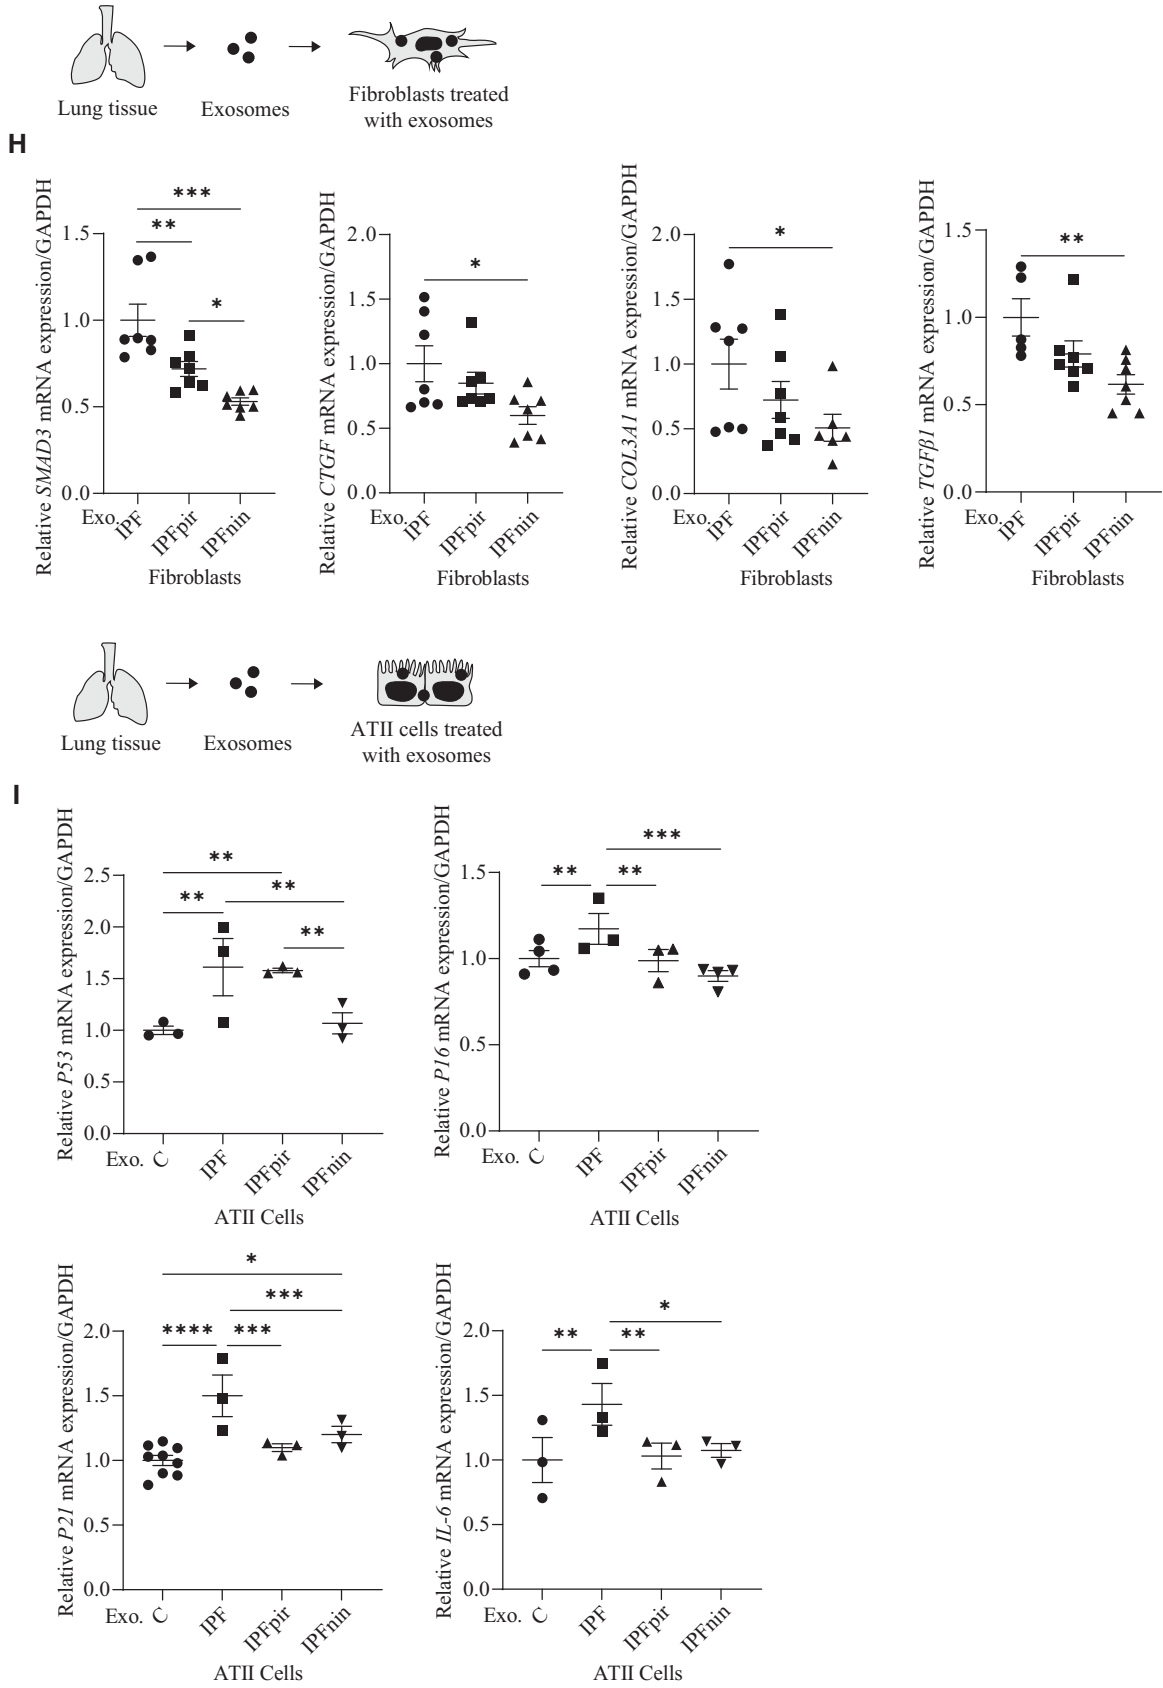 Lung tissue
Exosomes
Fibroblasts treated
with exosomes
H
Relative SMAD3 mRNA expression/GAPDH
***
**
*
1.5
1.0
0.5
0.0
Exo.
IPF
IPFpir
IPFnin
Fibroblasts
Relative CTGF mRNA expression/GAPDH
*
2.0
1.5
1.0
0.5
0.0
Exo.
IPF
IPFpir
IPFnin
Fibroblasts
Relative COL3A1 mRNA expression/GAPDH
*
2.0
1.5
1.0
0.5
0.0
Exo.
IPF
IPFpir
IPFnin
Fibroblasts
Relative TGFβ1 mRNA expression/GAPDH
**
1.5
1.0
0.5
0.0
IPF
IPFpir
IPFnin
Fibroblasts
Lung tissue
Exosomes
ATII cells treated
with exosomes
I
Relative P53 mRNA expression/GAPDH
**
**
**
**
2.5
2.0
1.5
1.0
0.5
0.0
Exo.
C
IPF
IPFpir
IPFnin
ATII Cells
Relative P16 mRNA expression/GAPDH
***
**
**
1.5
1.0
0.5
0.0
Exo.
C
IPF
IPFpir
IPFnin
ATII Cells
Relative P21 mRNA expression/GAPDH
*
***
****
***
2.0
1.5
1.0
0.5
0.0
Exo.
C
IPF
IPFpir
IPFnin
ATII Cells
Relative IL-6 mRNA expression/GAPDH
*
**
**
2.0
1.5
1.0
0.5
0.0
Exo.
C
IPF
IPFpir
IPFnin
ATII Cells